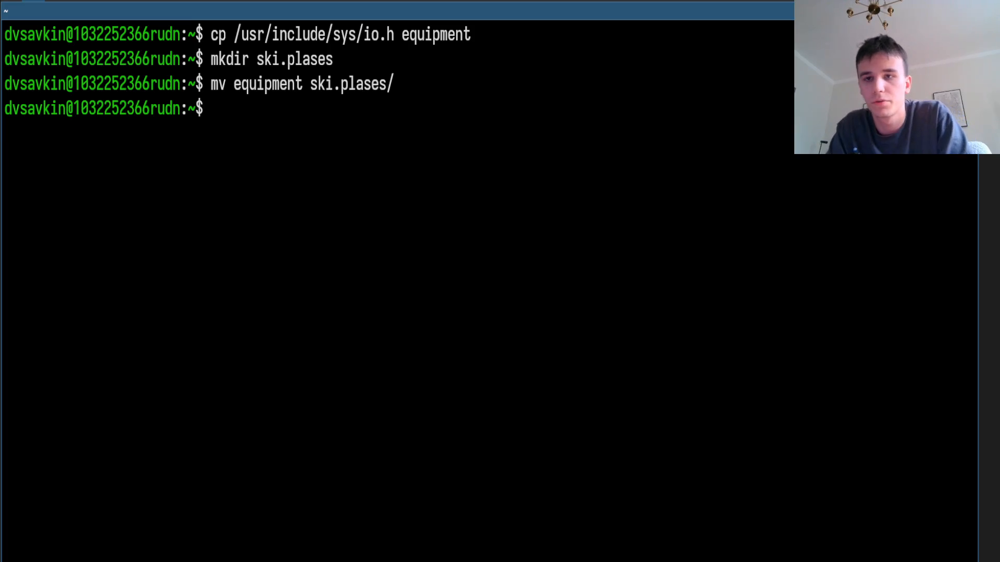 ~
dvsavkin@1032252366rudn:~$ cp /usr/include/sys/io.h equipment
dvsavkin@1032252366rudn:~$ mkdir ski.plases
dvsavkin@1032252366rudn:~$ mv equipment ski.plases/
dvsavkin@1032252366rudn:~$